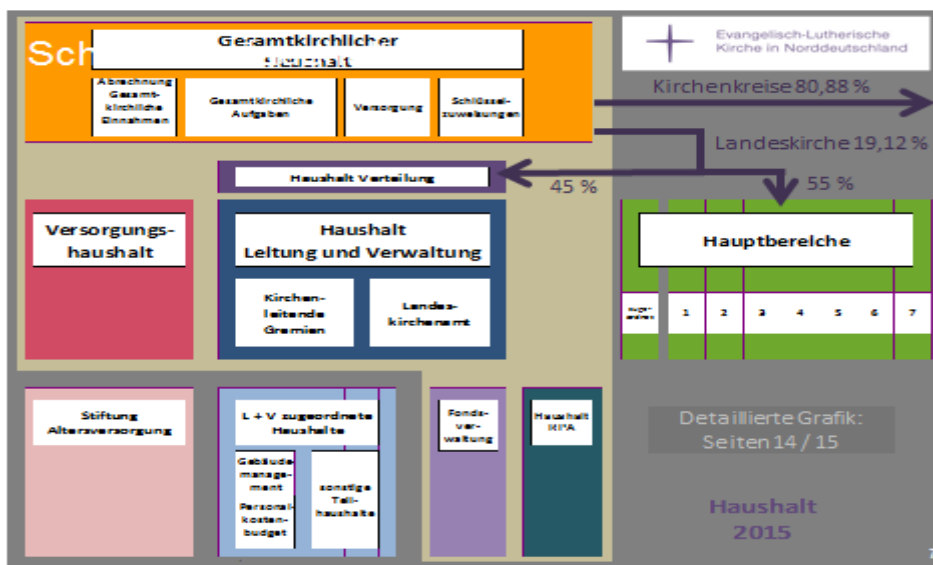 Sch
Gesamtkirchlicher
Haushalt
Abrechnung
Gesamt-
kirchliche
Einnahmen
Gesamtkirchliche
Aufgaben
Versorgung
Schlüssel-
zuweisungen
Evangelisch-Lutherische
Kirche in Norddeutschland
Kirchenkreise 80,88 %
Landeskirche 19,12 %
Haushalt Verteilung
45 %
55 %
Versorgungs-
haushalt
Haushalt
Leitung und Verwaltung
Kirchen-
leitende
Gremien
Landes-
kirchenamt
Hauptbereiche
1 2 3 4 5 6 7
Stiftung
Altersversorgung
L + V zugeordnete
Haushalte
Gebäude-
manage-
ment
Personal-
kosten-
budget
sonstige
Teil-
haushalte
Fonds-
ver-
waltung
Haushalt
RPA
Detaillierte Grafik:
Seiten 14 / 15
Haushalt
2015
7